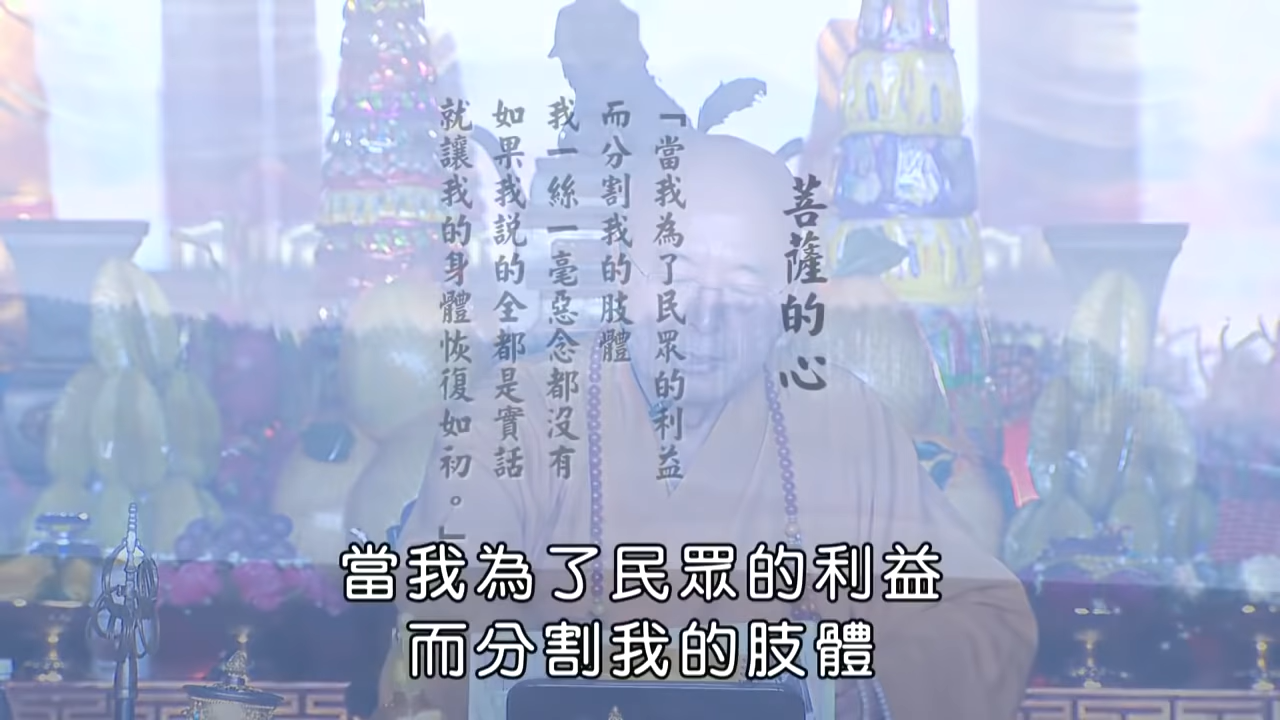 菩薩的心
「當我為了民眾的利益
而分割我的肢體
我一絲一毫惡念都沒有
如果我說的全都是實話
就讓我的身體恢復如初。」
當我為了民眾的利益
而分割我的肢體